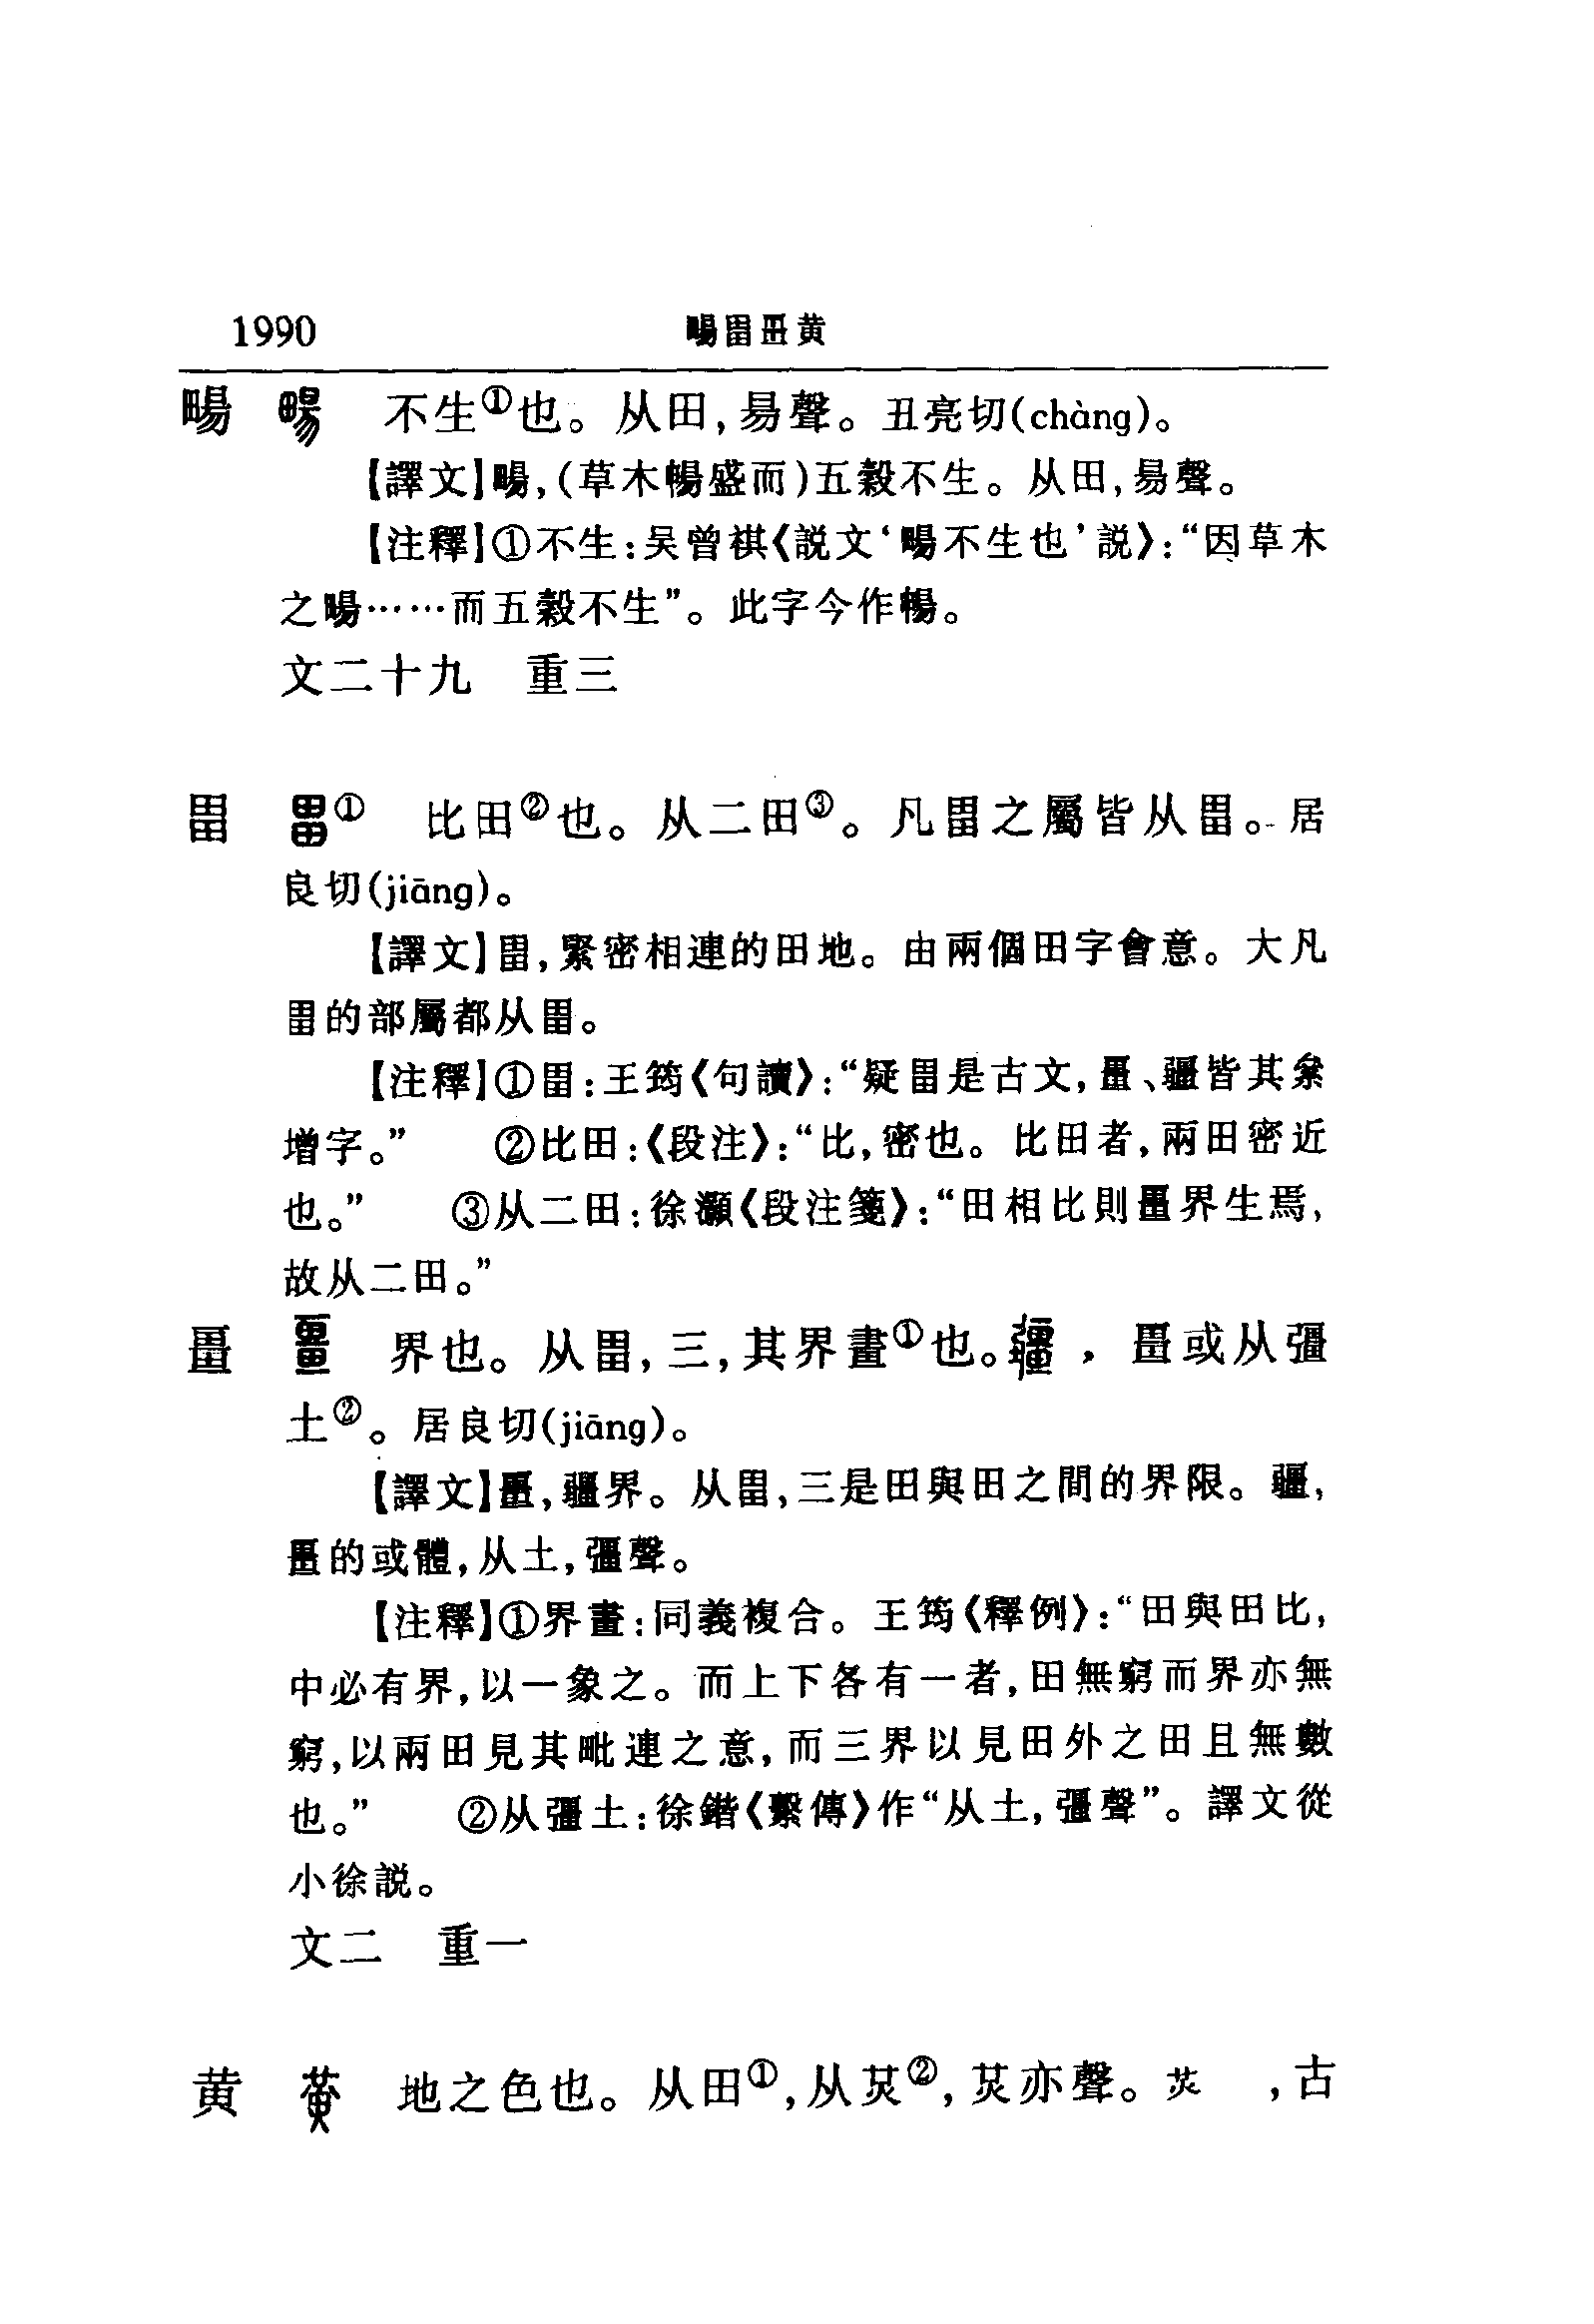 1990 畼畕畺黄
畼 畼 不生①也。从田,昜聲。丑亮切(chàng)。
【譯文】畼,(草木暢盛而)五穀不生。从田,昜聲。
【注釋】①不生:吴曾祺《説文‘畼不生也’説》:“因草木
之畼……而五穀不生”。此字今作暢。
文二十九 重三
畕 畕① 比田②也。从二田③。凡畕之屬皆从畕。居
良切(jiāng)。
【譯文】畕,緊密相連的田地。由兩個田字會意。大凡
畕的部屬都从畕。
【注釋】①畕:王筠《句讀》:“疑畕是古文,畺、疆皆其絫
增字。” ②比田:《段注》:“比,密也。比田者,兩田密近
也。” ③从二田:徐灝《段注箋》:“田相比則畺界生焉,
故从二田。”
畺 畺 界也。从畕,三,其界畫①也。疆,畺或从彊
土②。居良切(jiāng)。
【譯文】畺,疆界。从畕,三是田與田之間的界限。疆,
畺的或體,从土,彊聲。
【注釋】①界畫:同義複合。王筠《釋例》:“田與田比,
中必有界,以一象之。而上下各有一者,田無窮而界亦無
窮,以兩田見其毗連之意,而三界以見田外之田且無數
也。” ②从彊土:徐鍇《繫傳》作“从土,彊聲”。譯文從
小徐説。
文二 重一
黄 黄 地之色也。从田①,从炗②,炗亦聲。炗 ,古